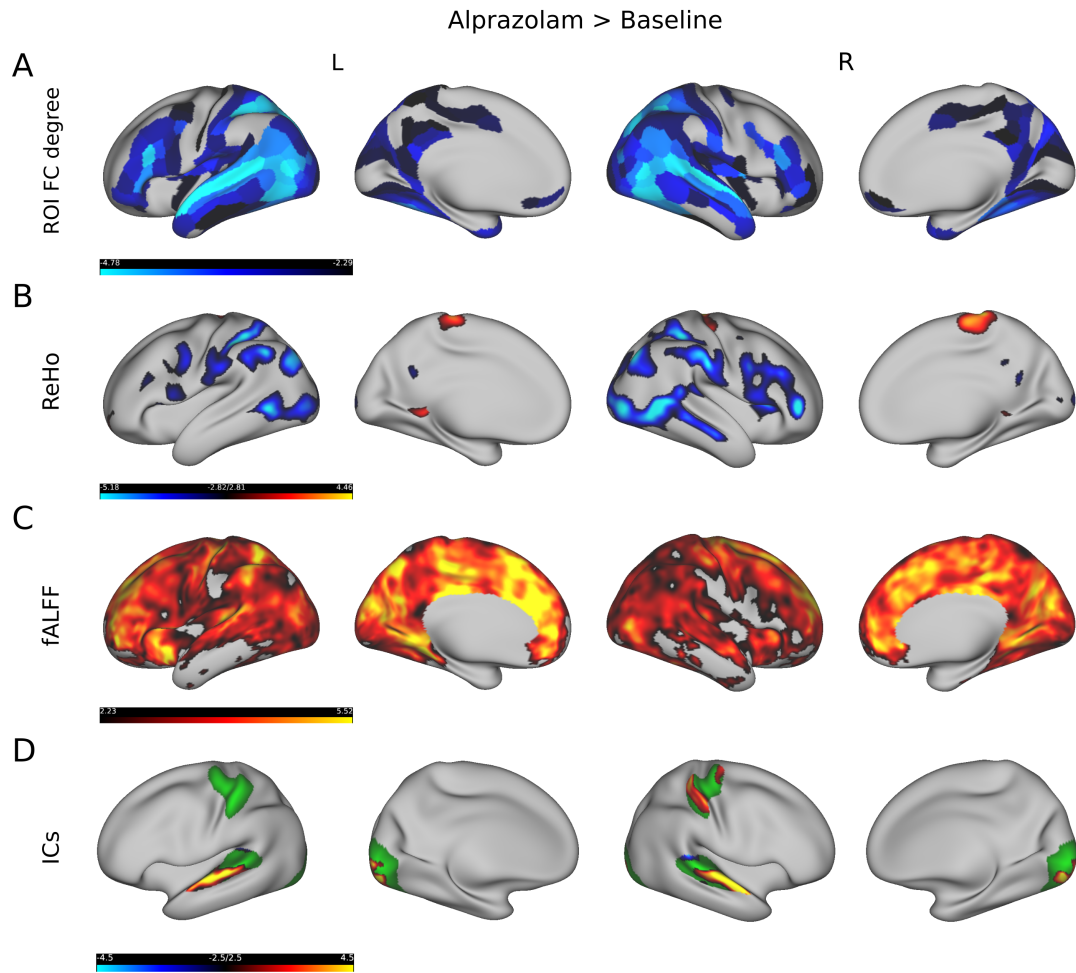 Alprazolam > Baseline
A
L
R
ROI FC degree
-4.78 -2.29
B
ReHo
-5.18 -2.82/2.81 4.46
C
fALFF
2.23 5.52
D
ICs
-4.5 -2.5/2.5 4.5